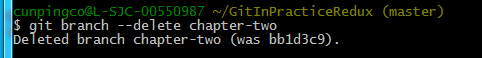 cunpingco@L-SJC-00550987 ~/GitInPracticeRedux (master)
$ git branch --delete chapter-two
Deleted branch chapter-two (was bb1d3c9).